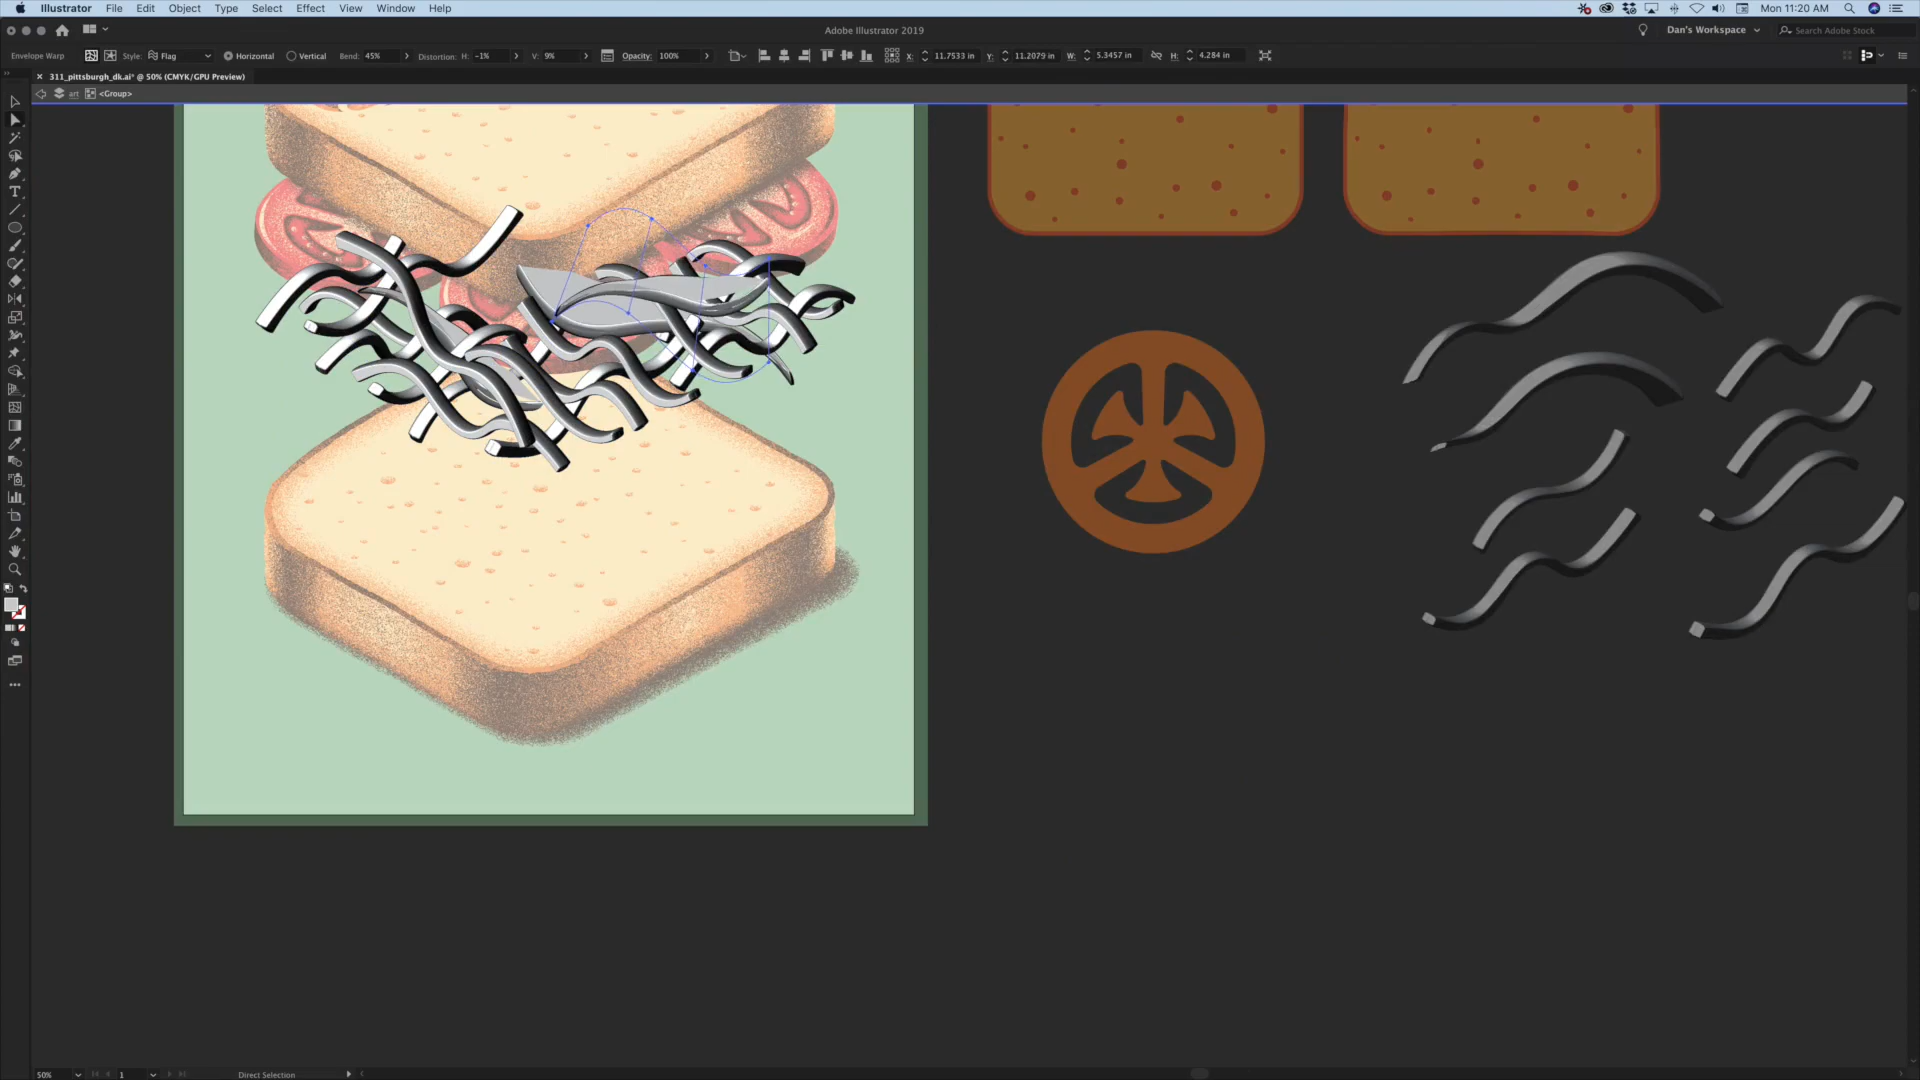 Illustrator File Edit Object Type Select Effect View Window Help Mon 11:20 AM
Adobe Illustrator 2019 Dan's Workspace Search Adobe Stock
Envelope Warp Style: Flag Horizontal Vertical Bend: 45% Distortion: H: -1% V: 9% Opacity: 100% X: 11.7533 in Y: 11.2079 in W: 5.3457 in H: 4.284 in
311_pittsburgh_dk.ai* @ 50% (CMYK/GPU Preview)
art <Group>
50% 1 Direct Selection